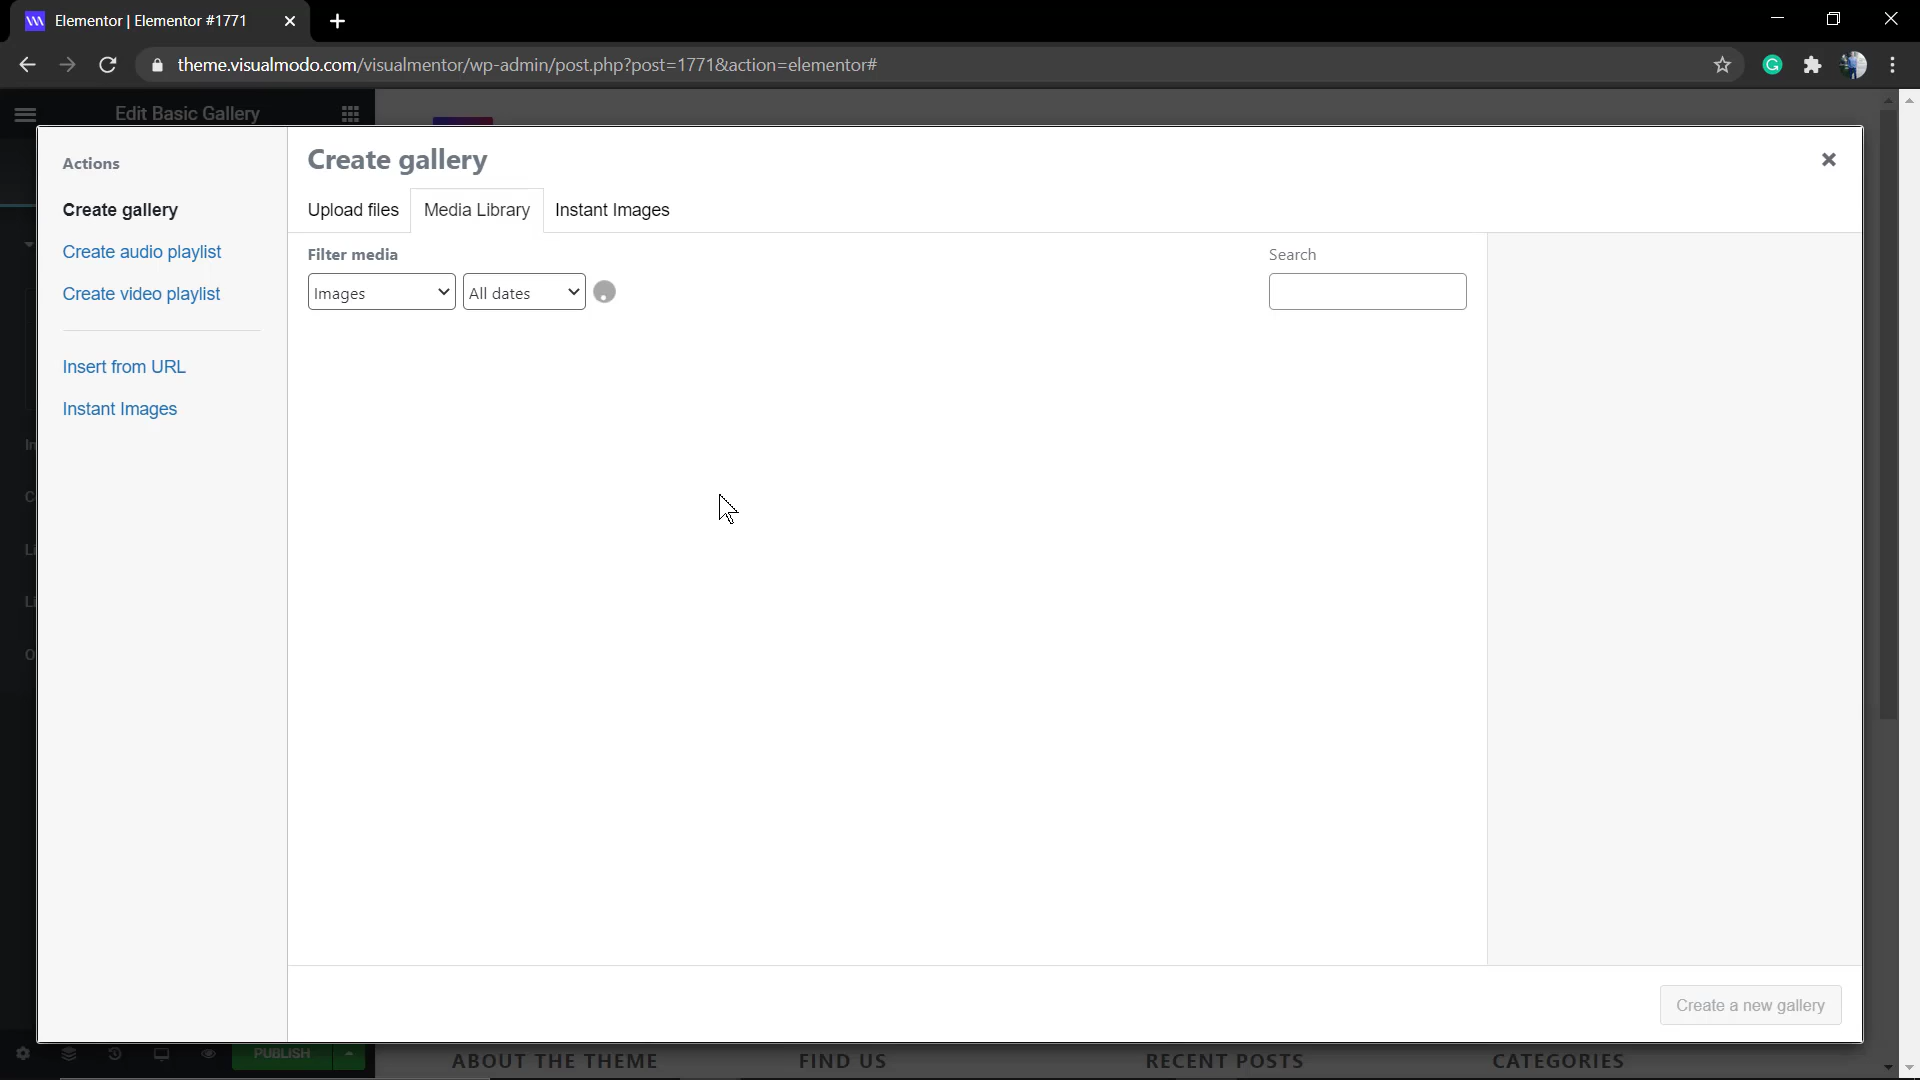 Elementor | Elementor #1771
theme.visualmodo.com/visualmentor/wp-admin/post.php?post=1771&action=elementor#
Edit Basic Gallery
Actions
Create gallery
Create audio playlist
Create video playlist
Insert from URL
Instant Images
Create gallery
Upload files
Media Library
Instant Images
Filter media
Images
All dates
Search
Create a new gallery
PUBLISH
ABOUT THE THEME
FIND US
RECENT POSTS
CATEGORIES